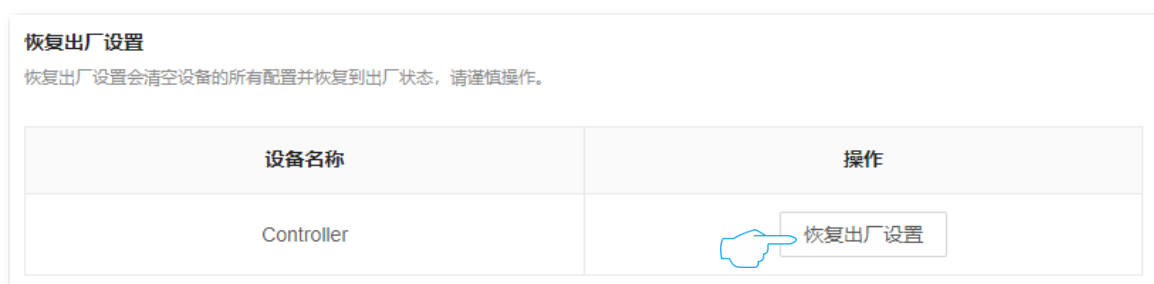 恢复出厂设置
恢复出厂设置会清空设备的所有配置并恢复到出厂状态，请谨慎操作。
设备名称 操作
Controller 恢复出厂设置